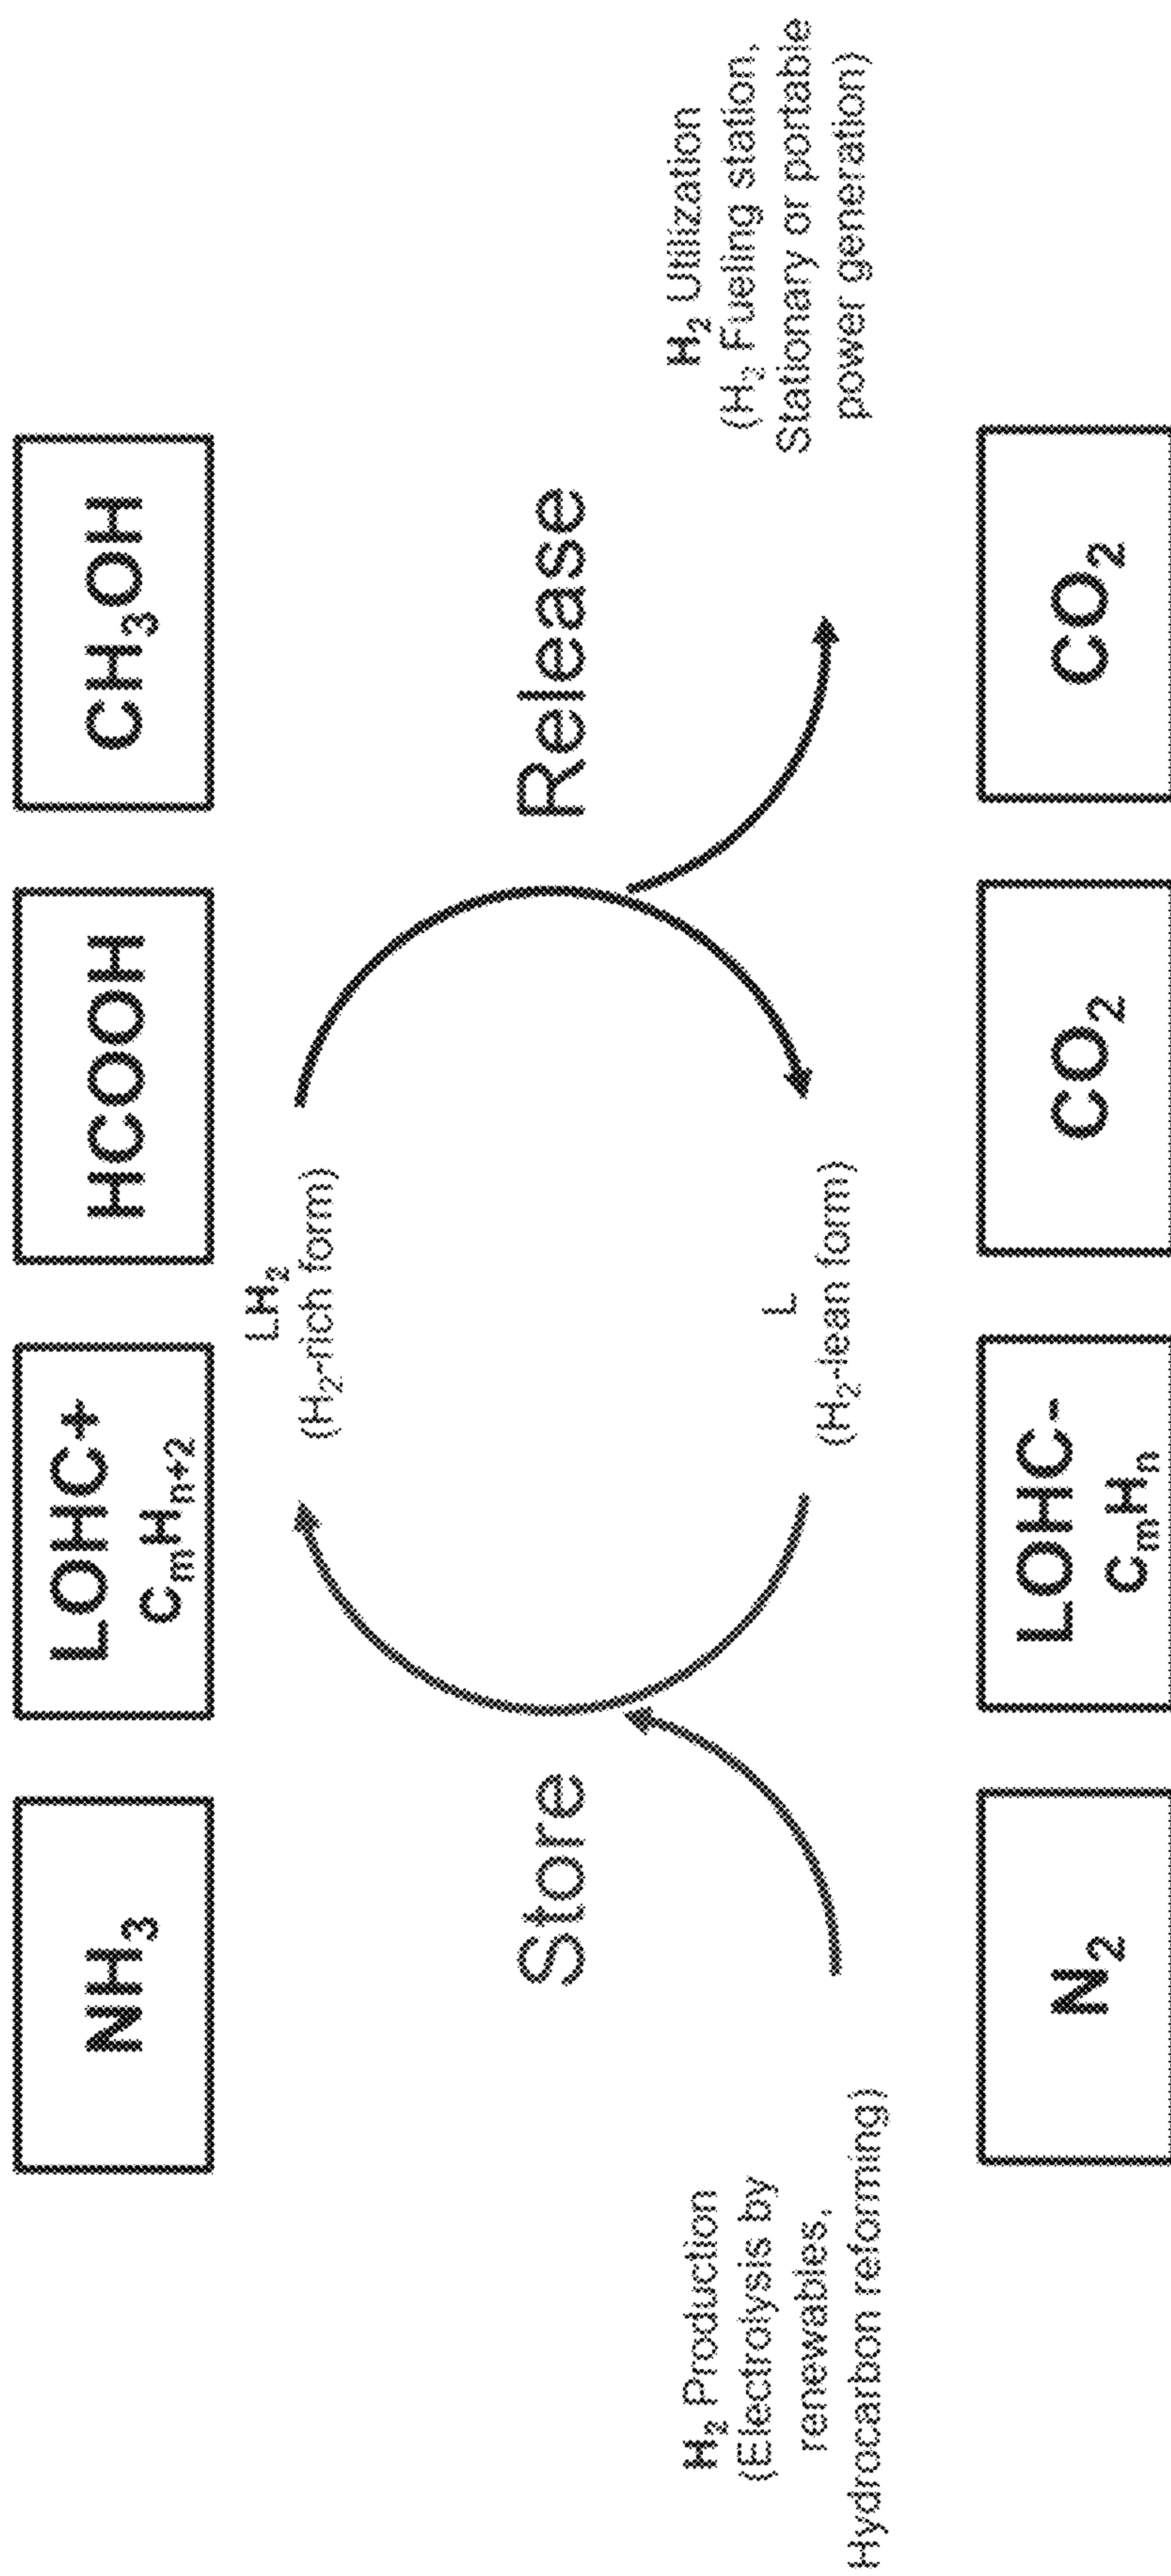 NH₃
LOHC+
CₘHₙ₊₂
HCOOH
CH₃OH
LH₂
(H₂-rich form)
Store
Release
H₂ Production
(Electrolysis by
renewables,
Hydrocarbon reforming)
L
(H₂-lean form)
H₂ Utilization
(H₂ Fueling station,
Stationary or portable
power generation)
N₂
LOHC-
CₘHₙ
CO₂
CO₂